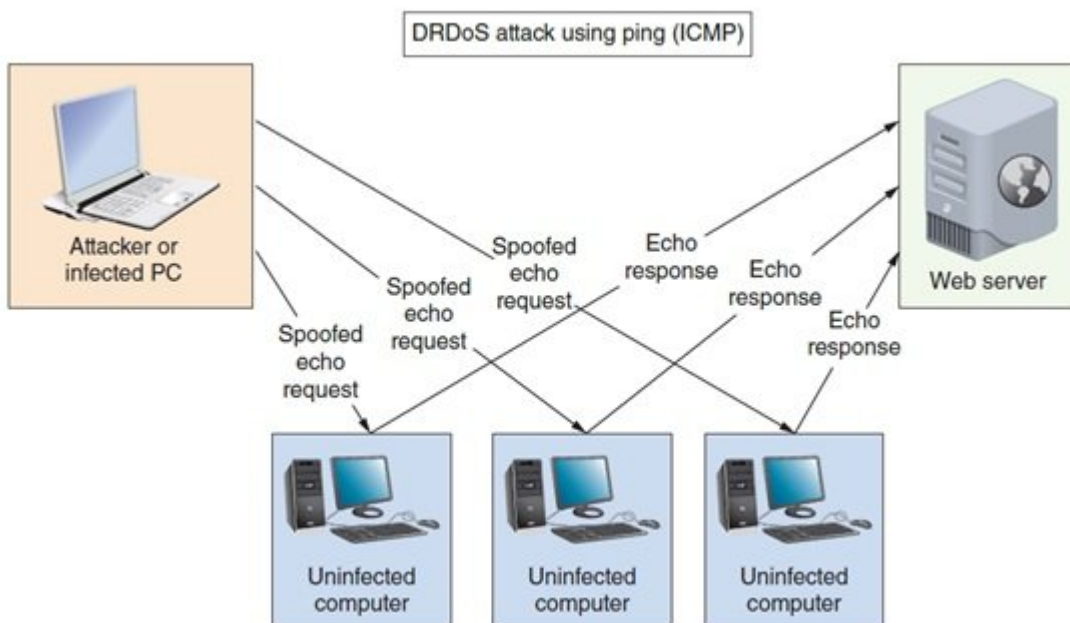 DRDoS attack using ping (ICMP)
Attacker or
infected PC
Web server
Spoofed
echo
request
Spoofed
echo
request
Spoofed
echo
request
Echo
response
Echo
response
Echo
response
Uninfected
computer
Uninfected
computer
Uninfected
computer